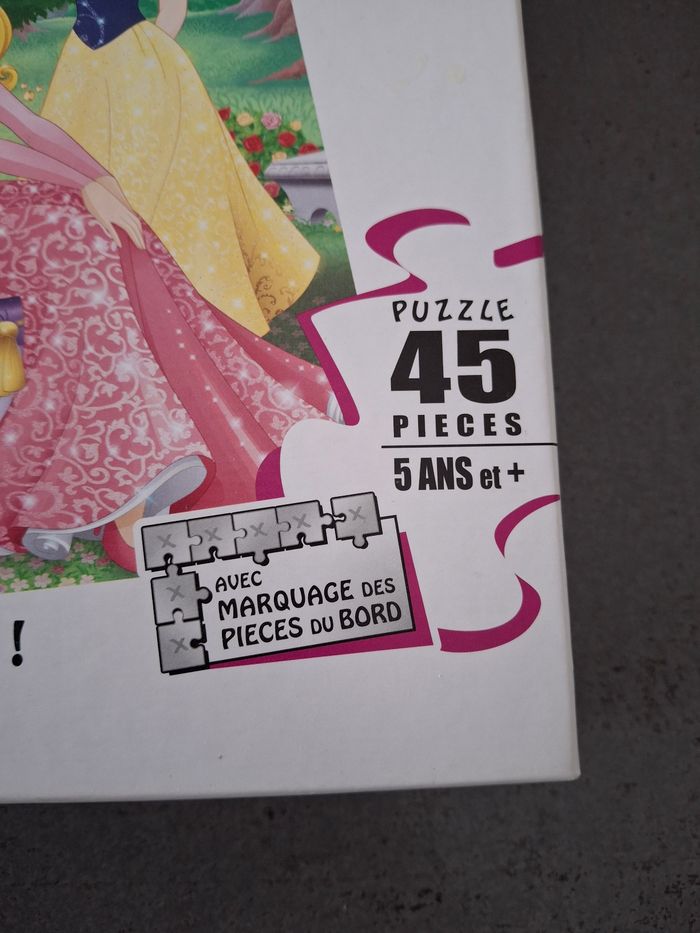 PUZZLE
45
PIECES
5 ANS et +
AVEC
MARQUAGE DES
PIECES DU BORD
!